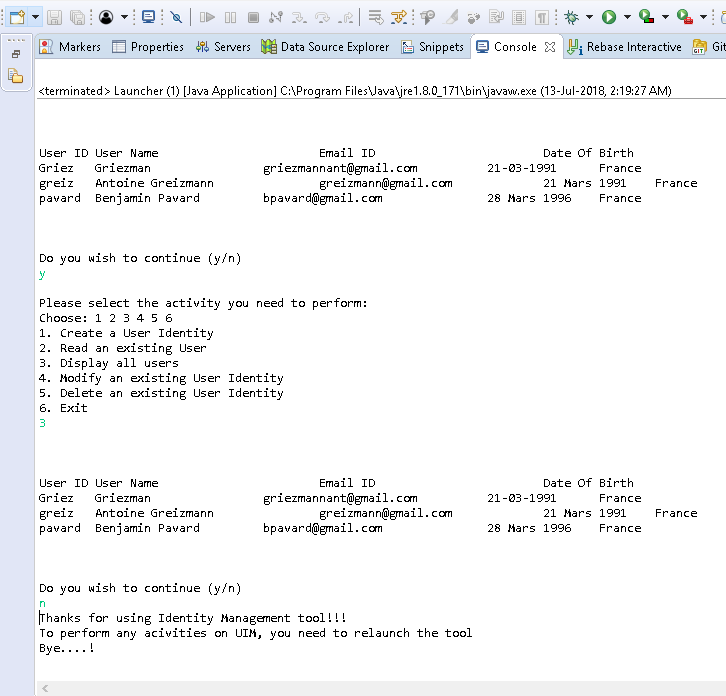 Markers Properties Servers Data Source Explorer Snippets Console Rebase Interactive Git
<terminated> Launcher (1) [Java Application] C:\Program Files\Java\jre1.8.0_171\bin\javaw.exe (13-Jul-2018, 2:19:27 AM)
User ID User Name Email ID Date Of Birth
Griez Griezman griezmannant@gmail.com 21-03-1991 France
greiz Antoine Greizmann greizmann@gmail.com 21 Mars 1991 France
pavard Benjamin Pavard bpavard@gmail.com 28 Mars 1996 France
Do you wish to continue (y/n)
y
Please select the activity you need to perform:
Choose: 1 2 3 4 5 6
1. Create a User Identity
2. Read an existing User
3. Display all users
4. Modify an existing User Identity
5. Delete an existing User Identity
6. Exit
3
User ID User Name Email ID Date Of Birth
Griez Griezman griezmannant@gmail.com 21-03-1991 France
greiz Antoine Greizmann greizmann@gmail.com 21 Mars 1991 France
pavard Benjamin Pavard bpavard@gmail.com 28 Mars 1996 France
Do you wish to continue (y/n)
n
Thanks for using Identity Management tool!!!
To perform any acivities on UIM, you need to relaunch the tool
Bye....!